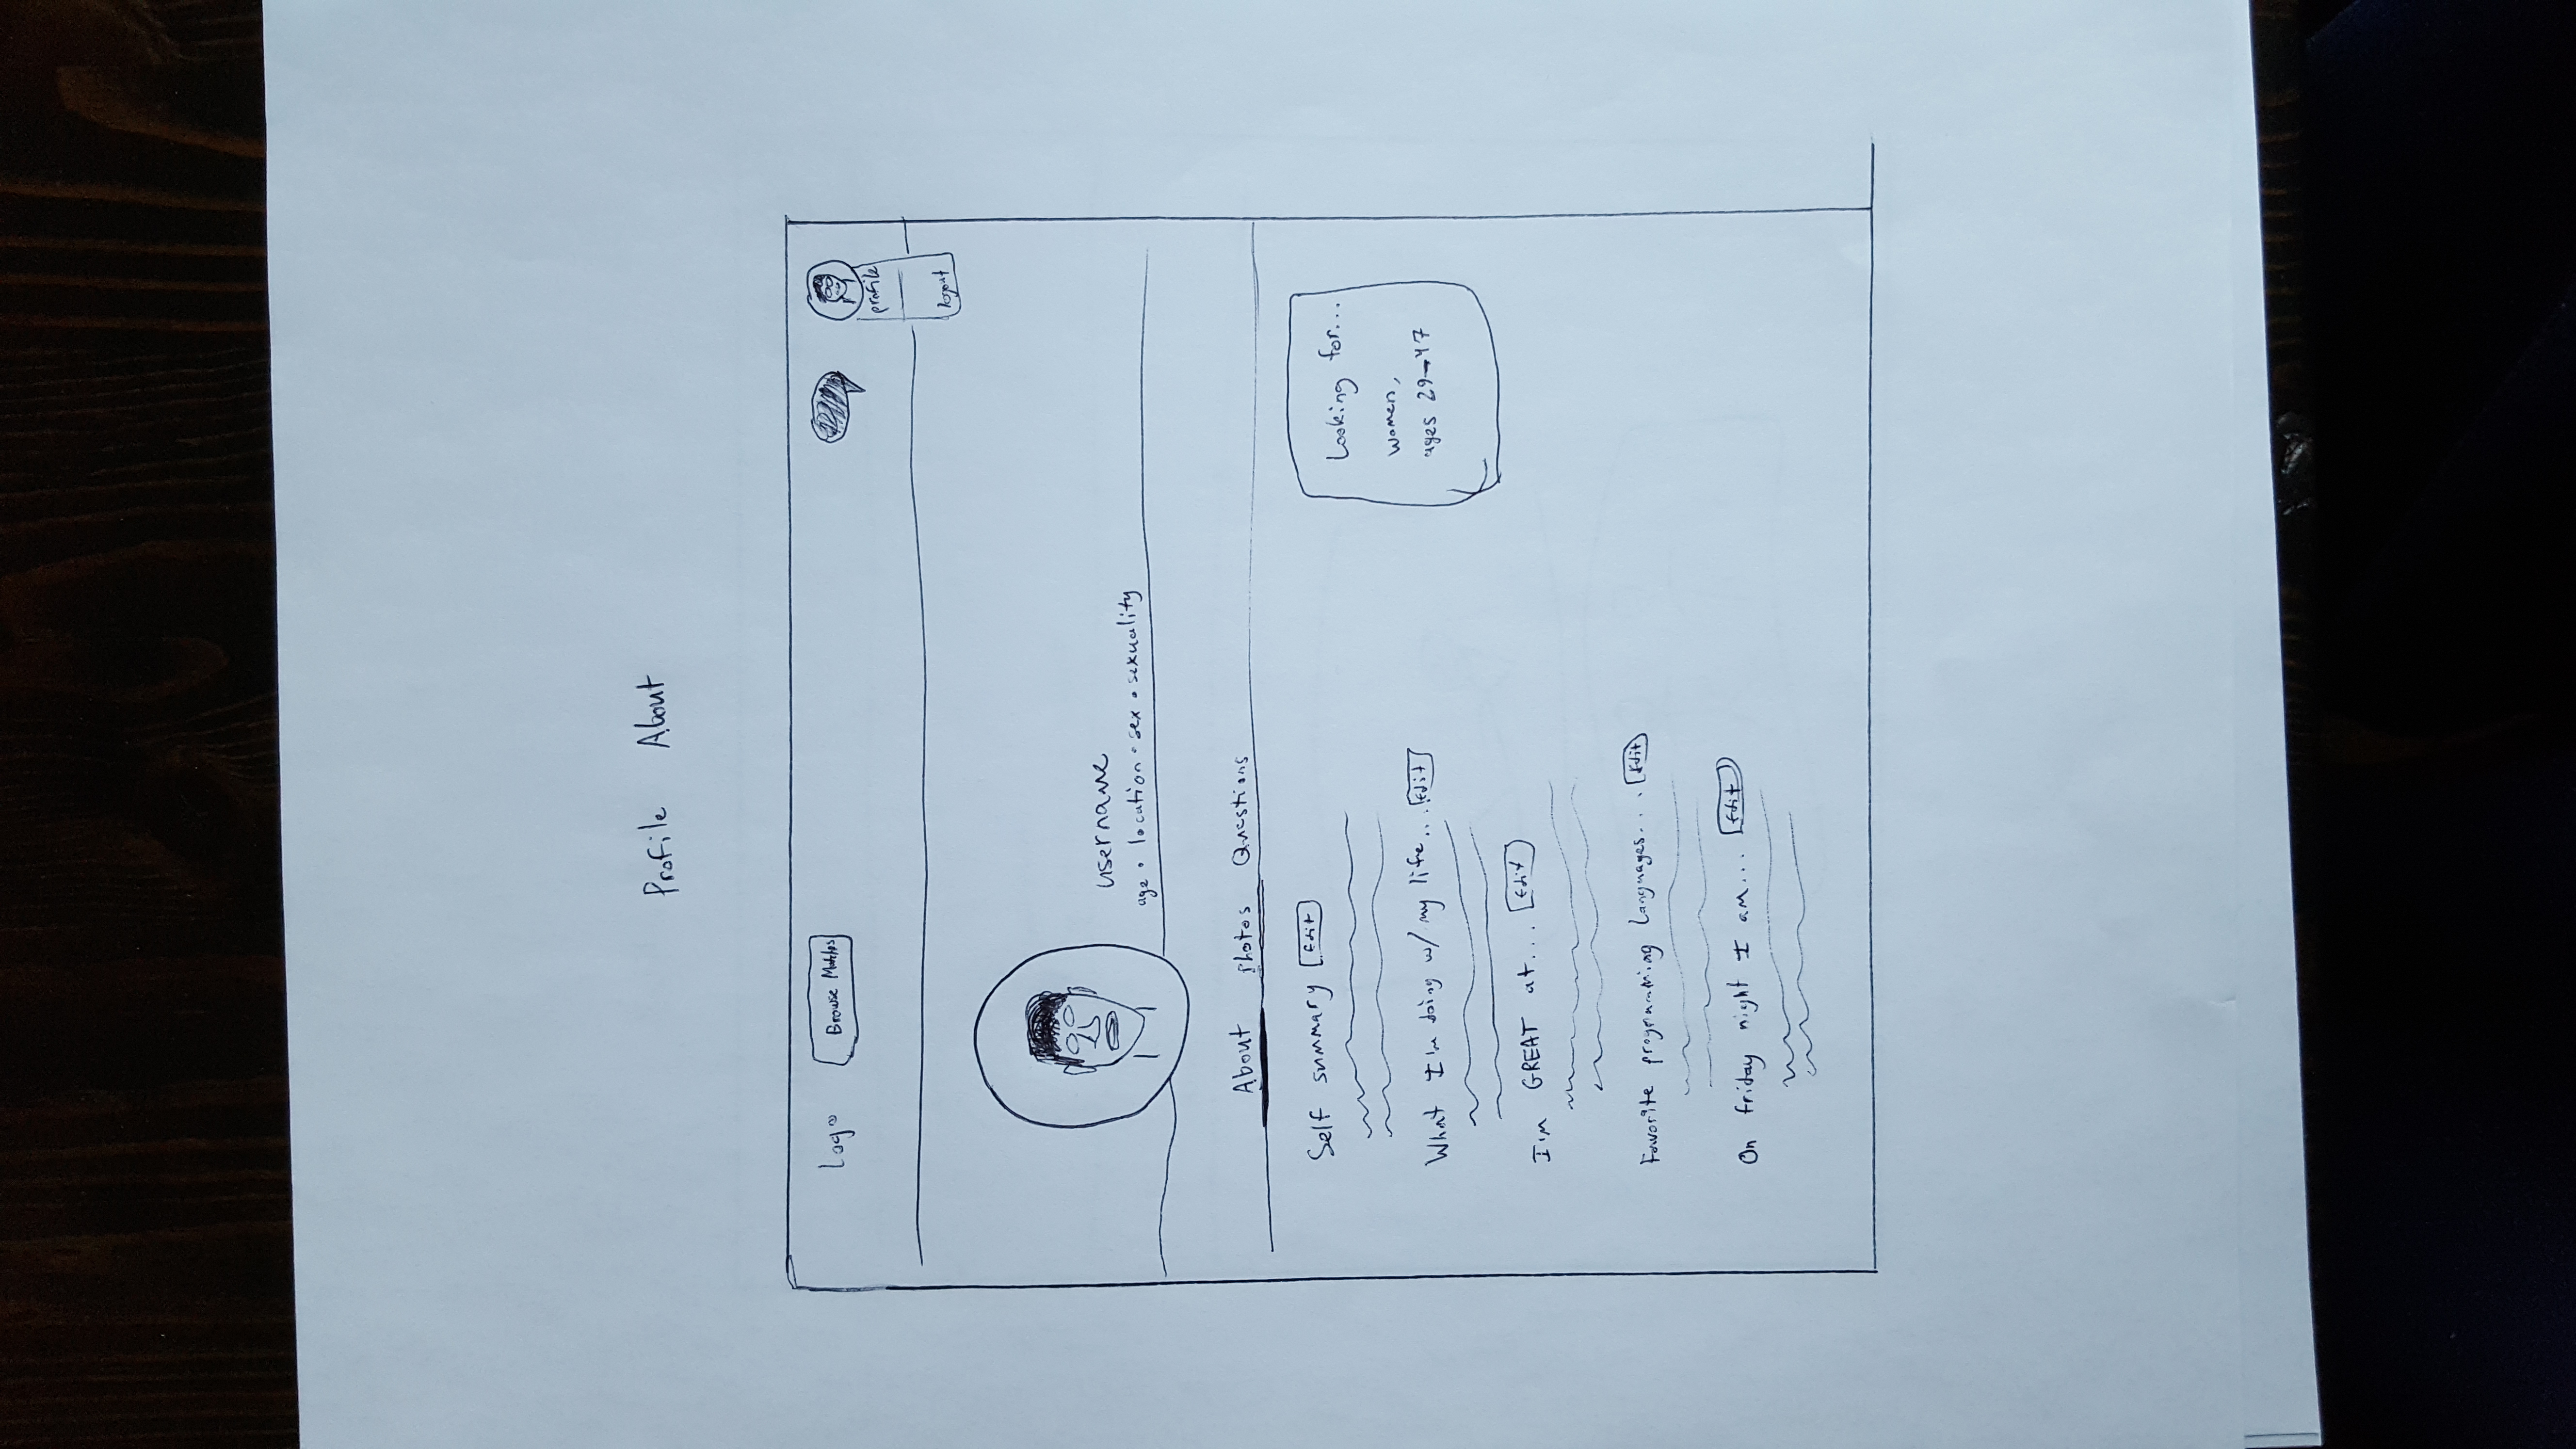 Profile About
Logo Browse Matches
profile
logout
username
age • location • sex • sexuality
About Photos Questions
Self summary Edit
What I'm doing w/ my life... Edit
I'm GREAT at... Edit
Favorite programming languages.... Edit
On friday night I am... Edit
Looking for...
women,
ages 29-47